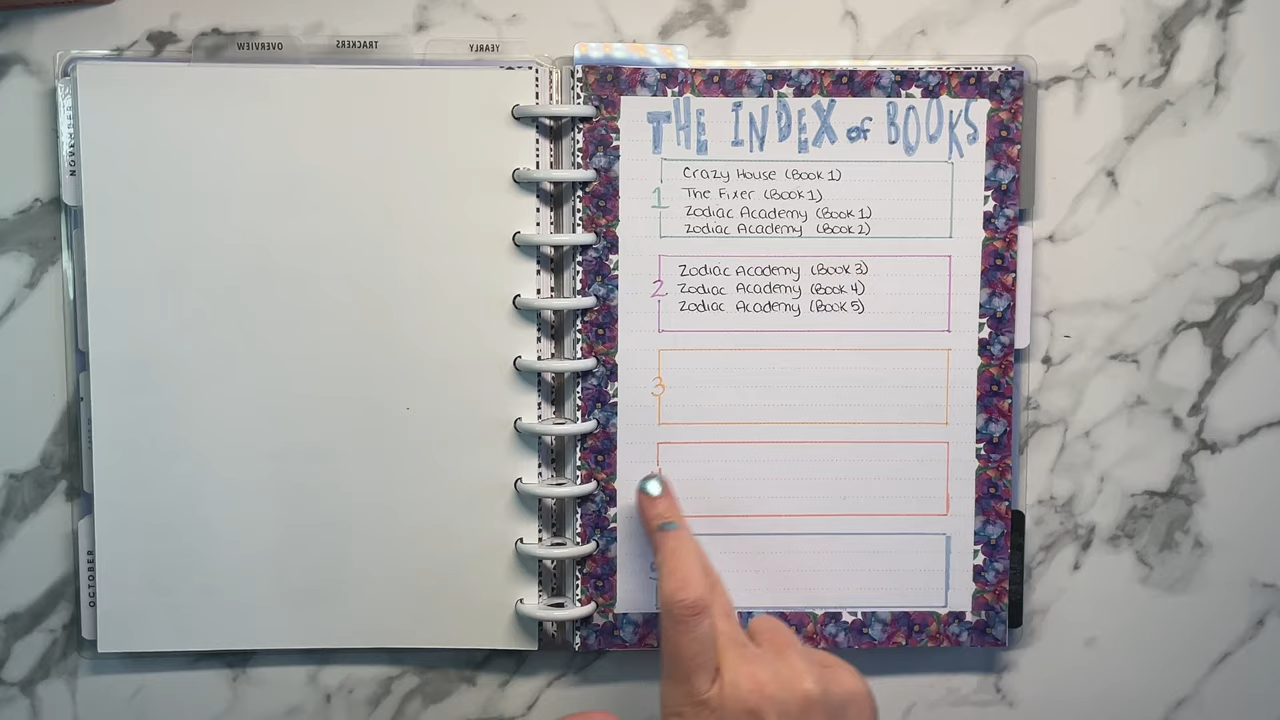 OVERVIEW
TRACKERS
YEARLY
NOVEMBER
OCTOBER
THE INDEX of BOOKS
1
Crazy House (Book 1)
The Fixer (Book 1)
Zodiac Academy (Book 1)
Zodiac Academy (Book 2)
2
Zodiac Academy (Book 3)
Zodiac Academy (Book 4)
Zodiac Academy (Book 5)
3